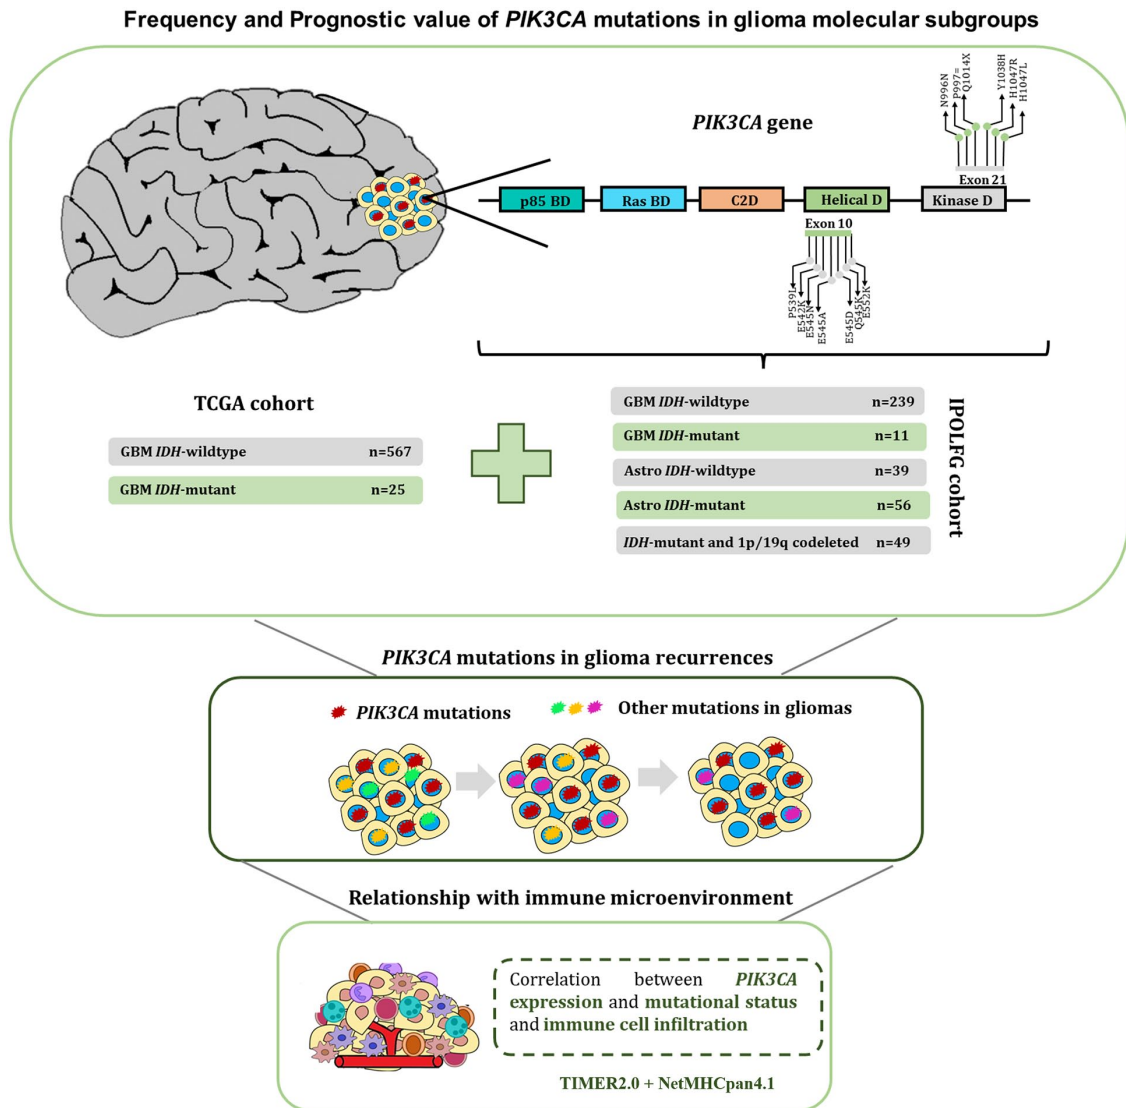 Frequency and Prognostic value of PIK3CA mutations in glioma molecular subgroups
PIK3CA gene
N996N
P997=
Q1014X
Y1038H
H1047R
H1047L
Exon 21
p85 BD
Ras BD
C2D
Helical D
Kinase D
Exon 10
P539L
E542K
E545N
E545A
E545D
Q545K
E552K
TCGA cohort
GBM IDH-wildtype n=567
GBM IDH-mutant n=25
GBM IDH-wildtype n=239
GBM IDH-mutant n=11
Astro IDH-wildtype n=39
Astro IDH-mutant n=56
IDH-mutant and 1p/19q codeleted n=49
IPOLFG cohort
PIK3CA mutations in glioma recurrences
PIK3CA mutations
Other mutations in gliomas
Relationship with immune microenvironment
Correlation between PIK3CA
expression and mutational status
and immune cell infiltration
TIMER2.0 + NetMHCpan4.1